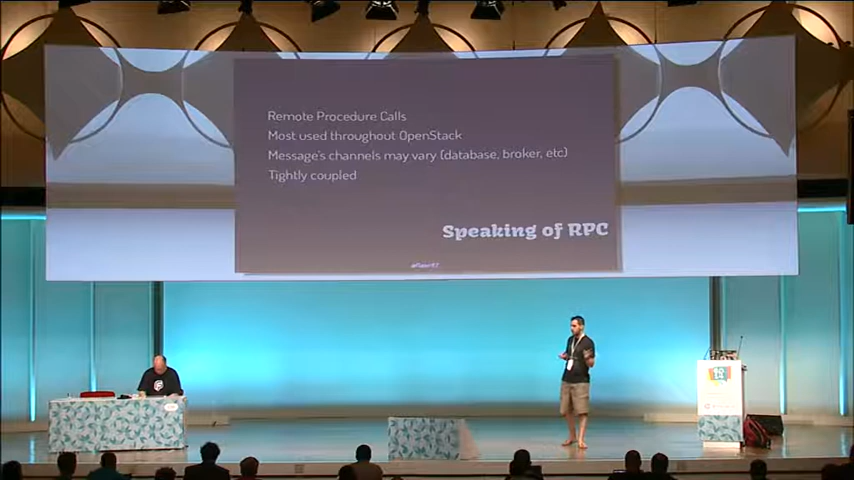 Remote Procedure Calls
Most used throughout OpenStack
Message's channels may vary (database, broker, etc)
Tightly coupled
Speaking of RPC